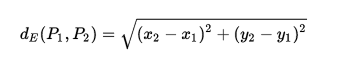 d_E(P_1, P_2) = \sqrt{(x_2 - x_1)^2 + (y_2 - y_1)^2}